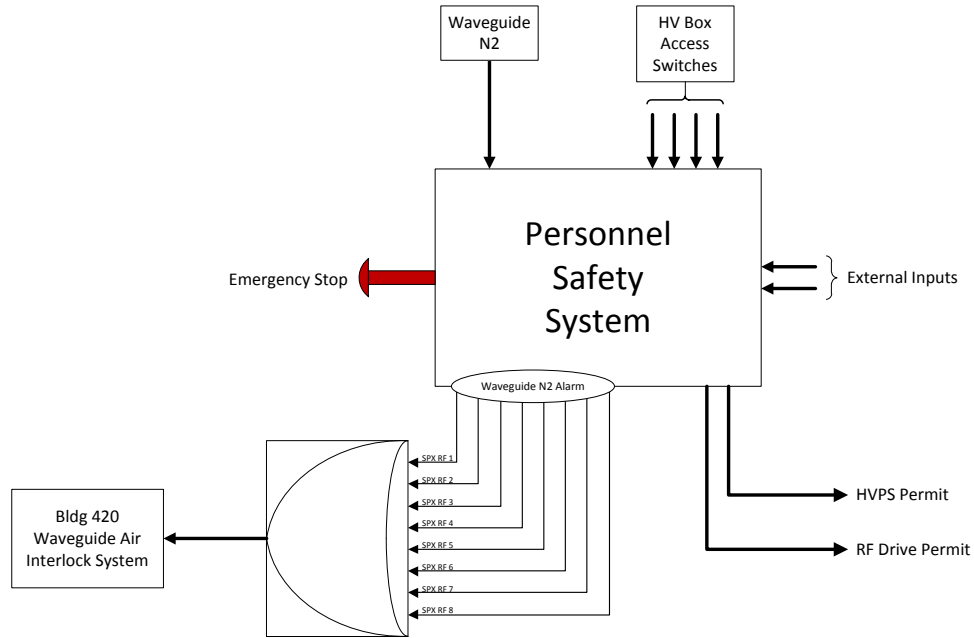 Waveguide
N2
HV Box
Access
Switches
Personnel
Safety
System
Emergency Stop
External Inputs
Waveguide N2 Alarm
SPX RF 1
SPX RF 2
SPX RF 3
SPX RF 4
SPX RF 5
SPX RF 6
SPX RF 7
SPX RF 8
Bldg 420
Waveguide Air
Interlock System
HVPS Permit
RF Drive Permit